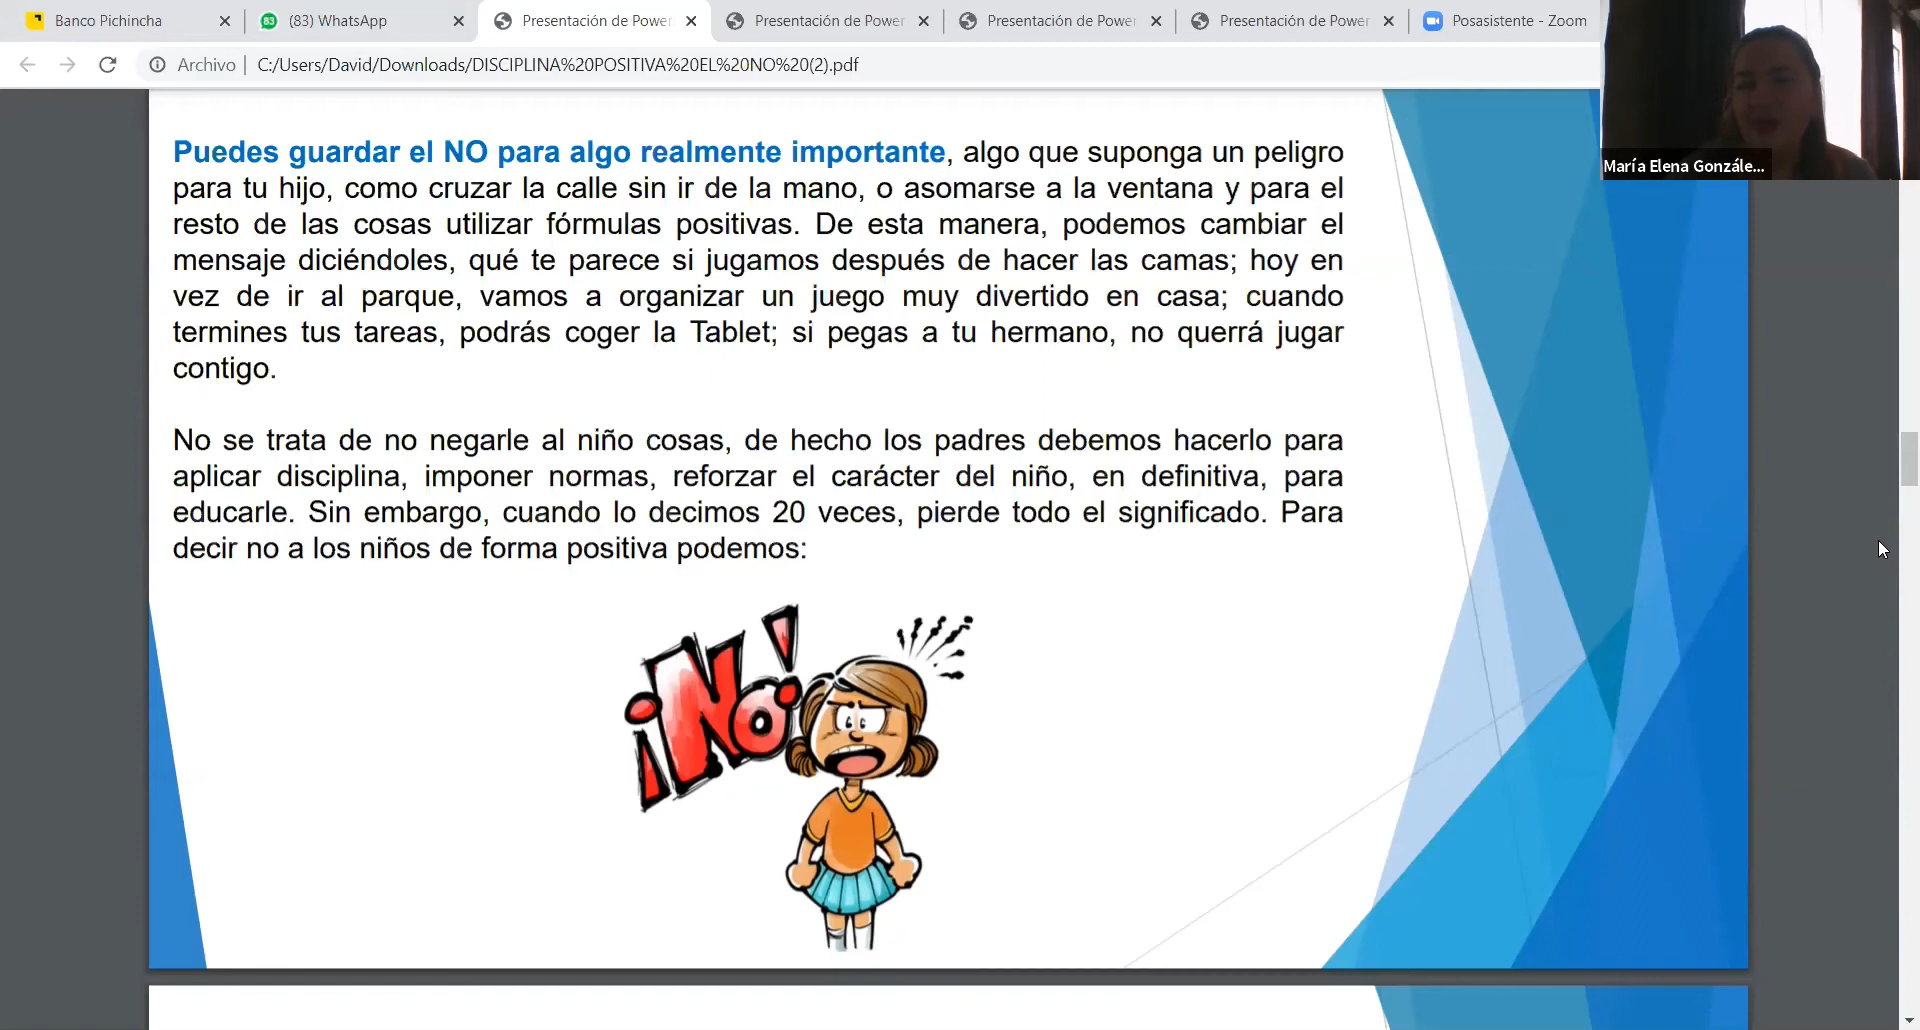 Banco Pichincha
(83) WhatsApp
Presentación de Power
Presentación de Power
Presentación de Power
Presentación de Power
Posasistente - Zoom
Archivo
C:/Users/David/Downloads/DISCIPLINA%20POSITIVA%20EL%20NO%20(2).pdf
María Elena Gonzále...
Puedes guardar el NO para algo realmente importante, algo que suponga un peligro
para tu hijo, como cruzar la calle sin ir de la mano, o asomarse a la ventana y para el
resto de las cosas utilizar fórmulas positivas. De esta manera, podemos cambiar el
mensaje diciéndoles, qué te parece si jugamos después de hacer las camas; hoy en
vez de ir al parque, vamos a organizar un juego muy divertido en casa; cuando
termines tus tareas, podrás coger la Tablet; si pegas a tu hermano, no querrá jugar
contigo.
No se trata de no negarle al niño cosas, de hecho los padres debemos hacerlo para
aplicar disciplina, imponer normas, reforzar el carácter del niño, en definitiva, para
educarle. Sin embargo, cuando lo decimos 20 veces, pierde todo el significado. Para
decir no a los niños de forma positiva podemos:
¡No!